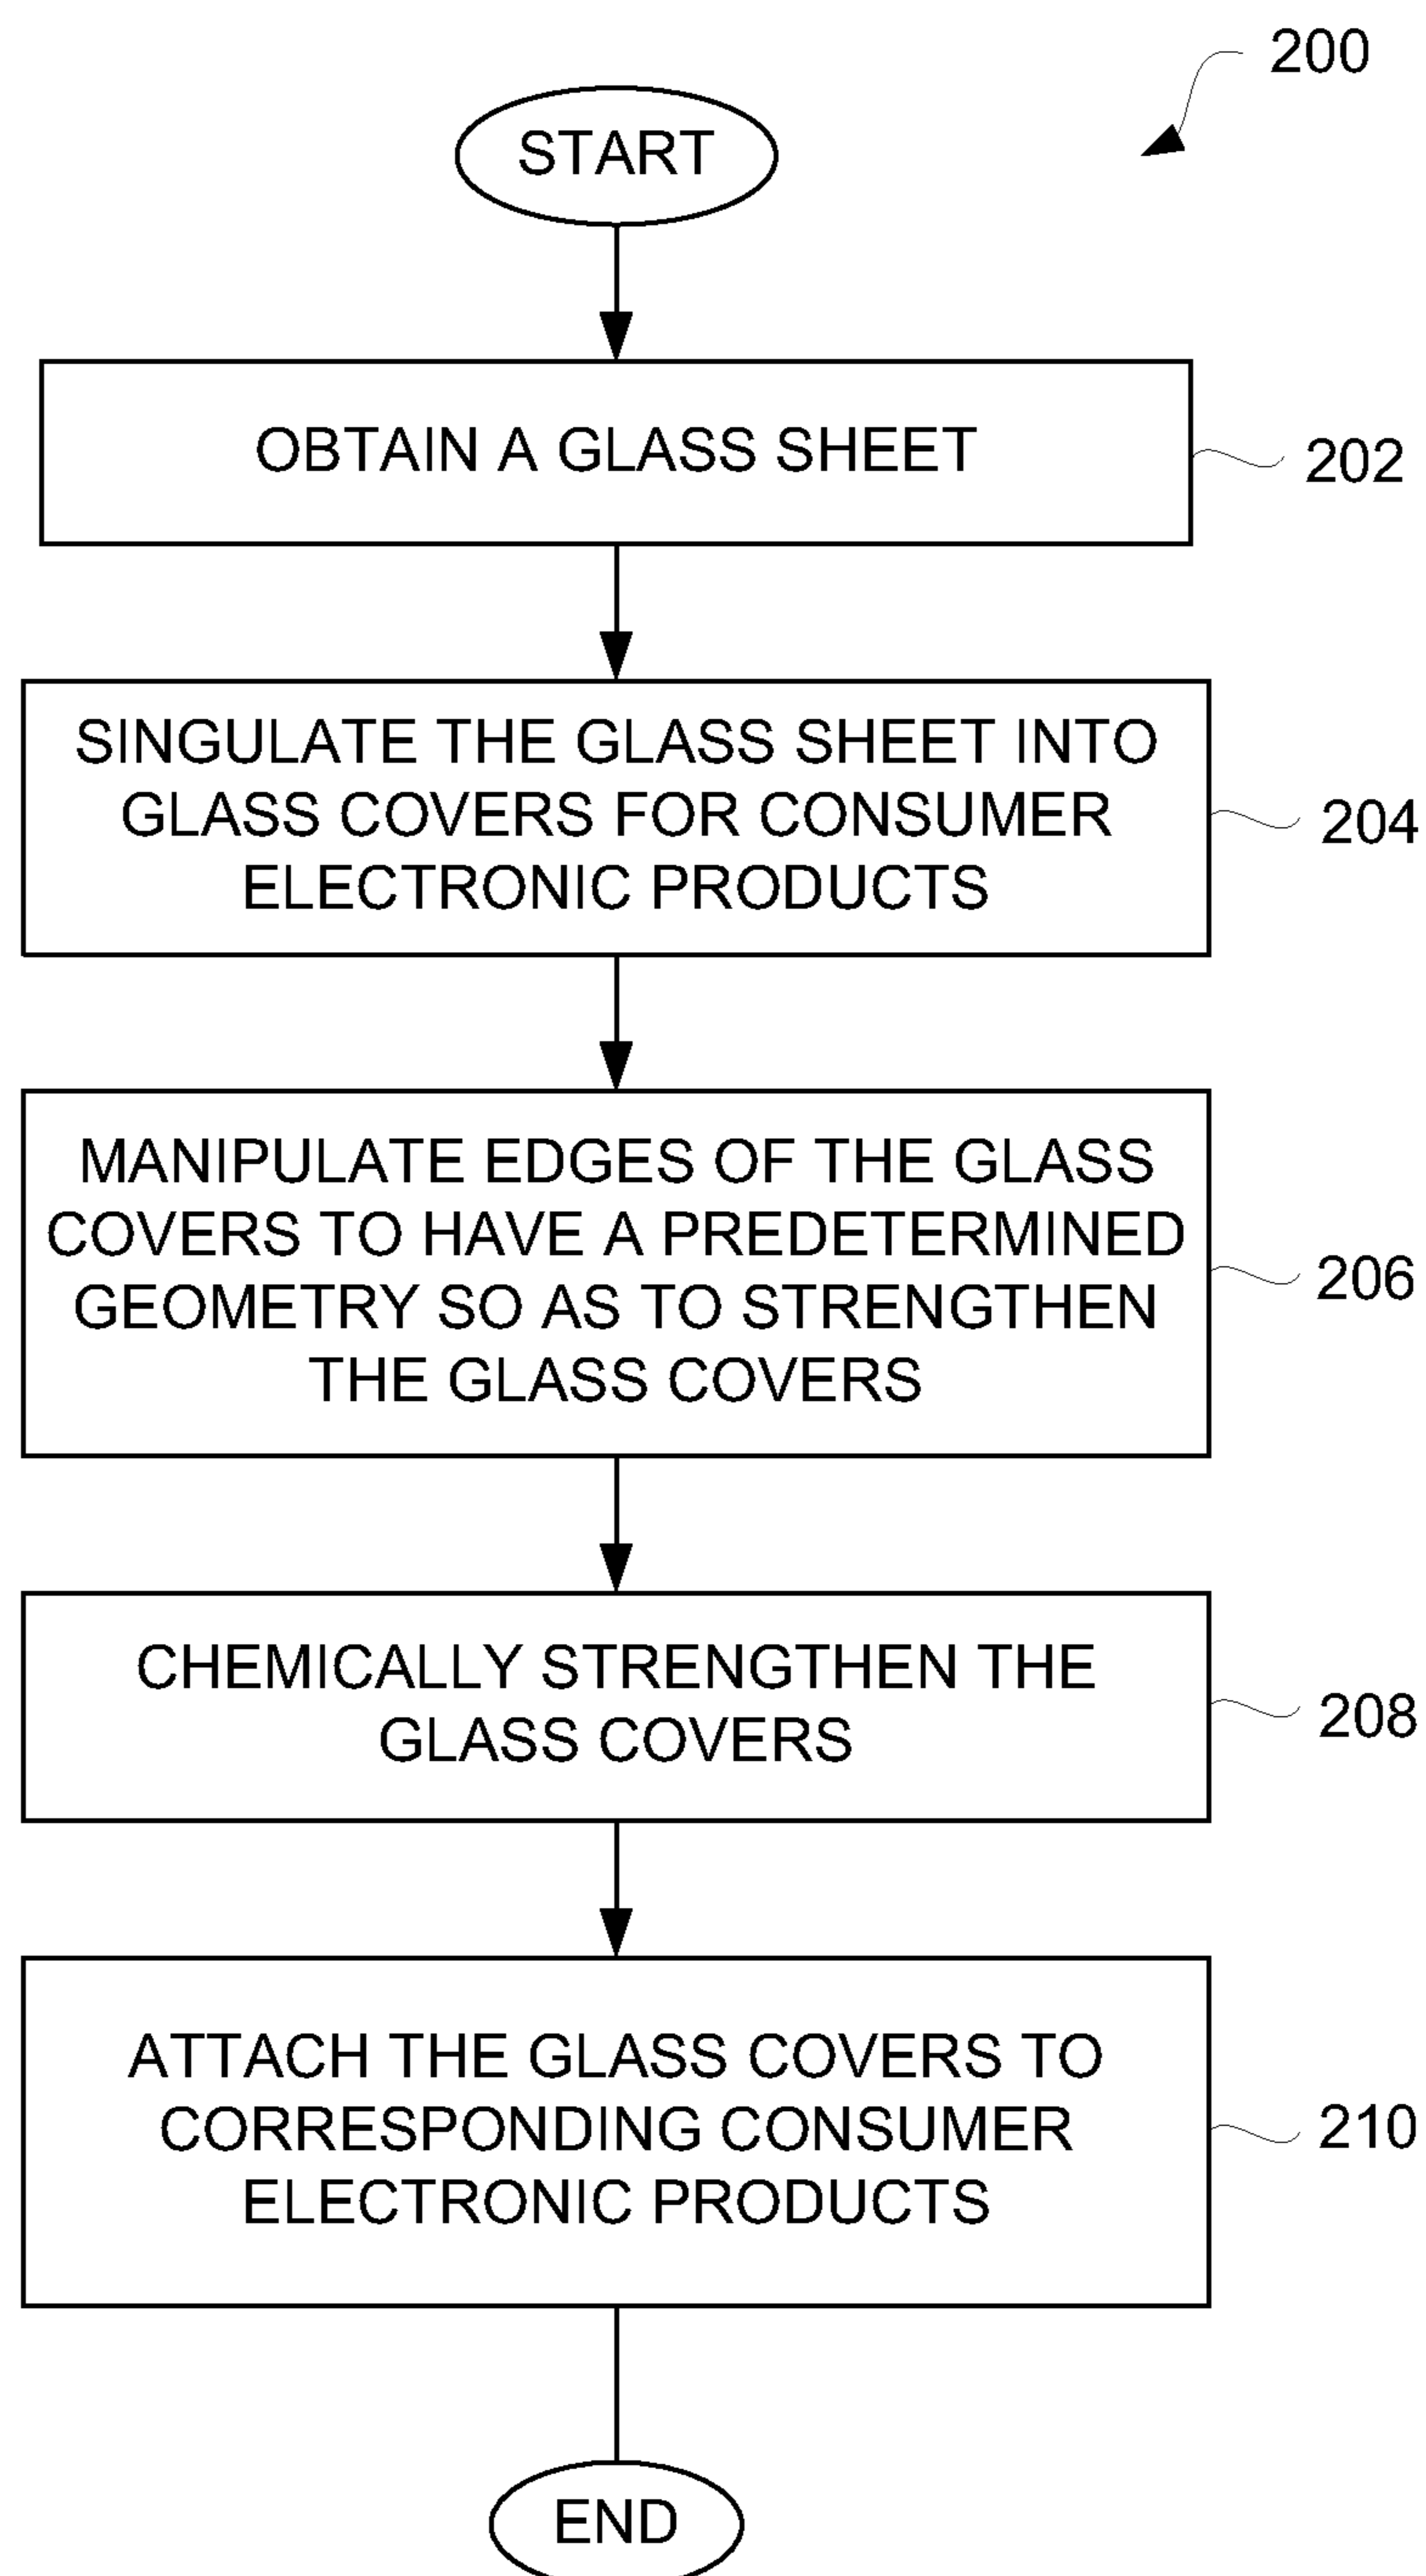 200
START
OBTAIN A GLASS SHEET
202
SINGULATE THE GLASS SHEET INTO
GLASS COVERS FOR CONSUMER
ELECTRONIC PRODUCTS
204
MANIPULATE EDGES OF THE GLASS
COVERS TO HAVE A PREDETERMINED
GEOMETRY SO AS TO STRENGTHEN
THE GLASS COVERS
206
CHEMICALLY STRENGTHEN THE
GLASS COVERS
208
ATTACH THE GLASS COVERS TO
CORRESPONDING CONSUMER
ELECTRONIC PRODUCTS
210
END